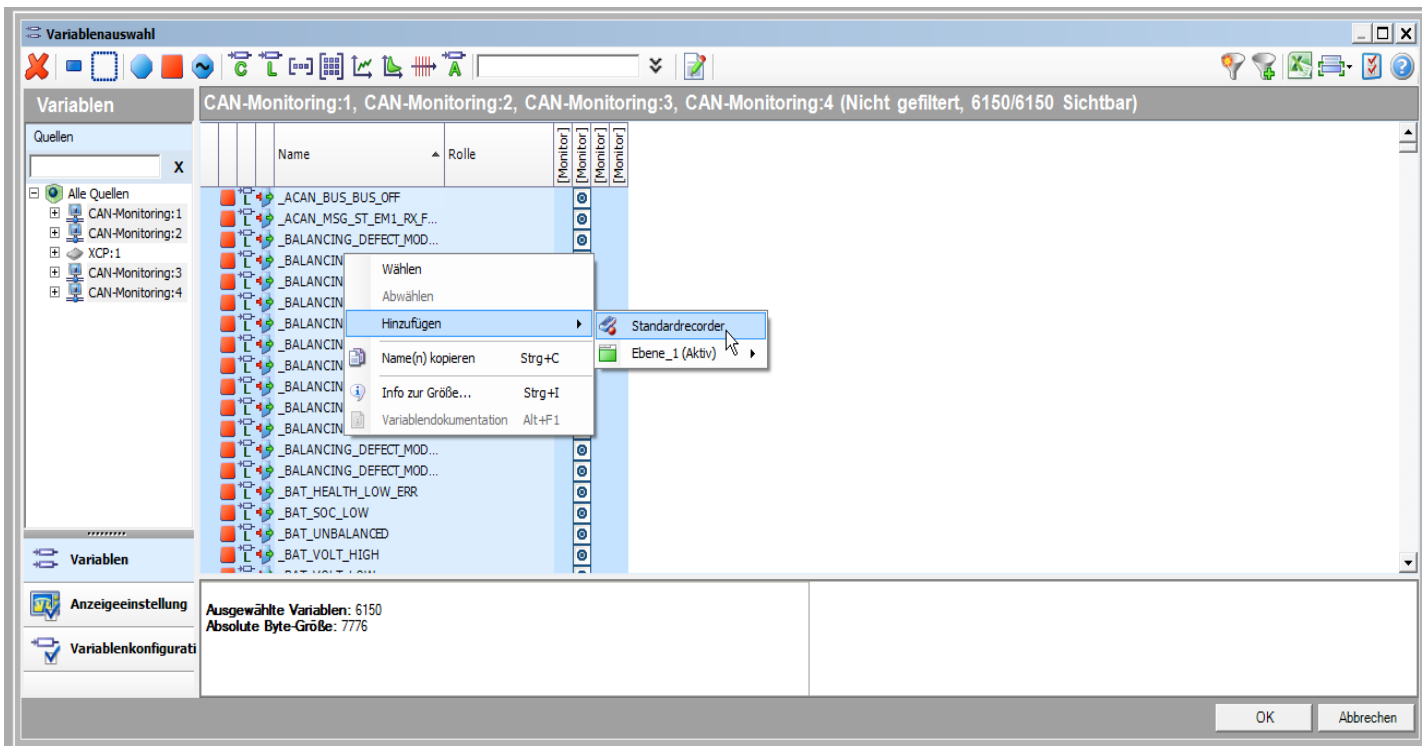 Variablenauswahl
Variablen
CAN-Monitoring:1, CAN-Monitoring:2, CAN-Monitoring:3, CAN-Monitoring:4 (Nicht gefiltert, 6150/6150 Sichtbar)
Quellen
X
Alle Quellen
CAN-Monitoring:1
CAN-Monitoring:2
XCP:1
CAN-Monitoring:3
CAN-Monitoring:4
Name
Rolle
[Monitor]
[Monitor]
[Monitor]
[Monitor]
_ACAN_BUS_BUS_OFF
_ACAN_MSG_ST_EM1_RX_F...
_BALANCING_DEFECT_MOD...
_BALANCIN
_BALANCIN
_BALANCIN
_BALANCIN
_BALANCIN
_BALANCIN
_BALANCIN
_BALANCIN
_BALANCIN
_BALANCING_DEFECT_MOD...
_BALANCING_DEFECT_MOD...
_BAT_HEALTH_LOW_ERR
_BAT_SOC_LOW
_BAT_UNBALANCED
_BAT_VOLT_HIGH
Wählen
Abwählen
Hinzufügen
Name(n) kopieren Strg+C
Info zur Größe... Strg+I
Variablendokumentation Alt+F1
Standardrecorder
Ebene_1 (Aktiv)
Variablen
Anzeigeeinstellung
Variablenkonfigurati
Ausgewählte Variablen: 6150
Absolute Byte-Größe: 7776
OK
Abbrechen